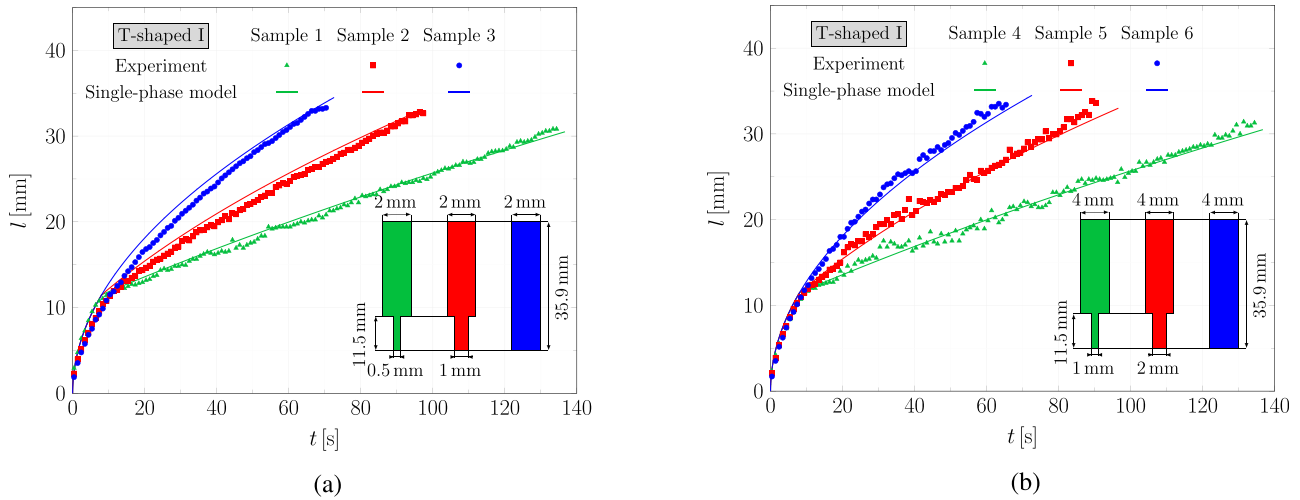 T-shaped I Sample 1 Sample 2 Sample 3
Experiment
Single-phase model
40
30
20
10
0
l [mm]
0 20 40 60 80 100 120 140
t [s]
2 mm 2 mm 2 mm
35.9 mm
11.5 mm
0.5 mm 1 mm
(a)
T-shaped I Sample 4 Sample 5 Sample 6
Experiment
Single-phase model
40
30
20
10
0
l [mm]
0 20 40 60 80 100 120 140
t [s]
4 mm 4 mm 4 mm
35.9 mm
11.5 mm
1 mm 2 mm
(b)